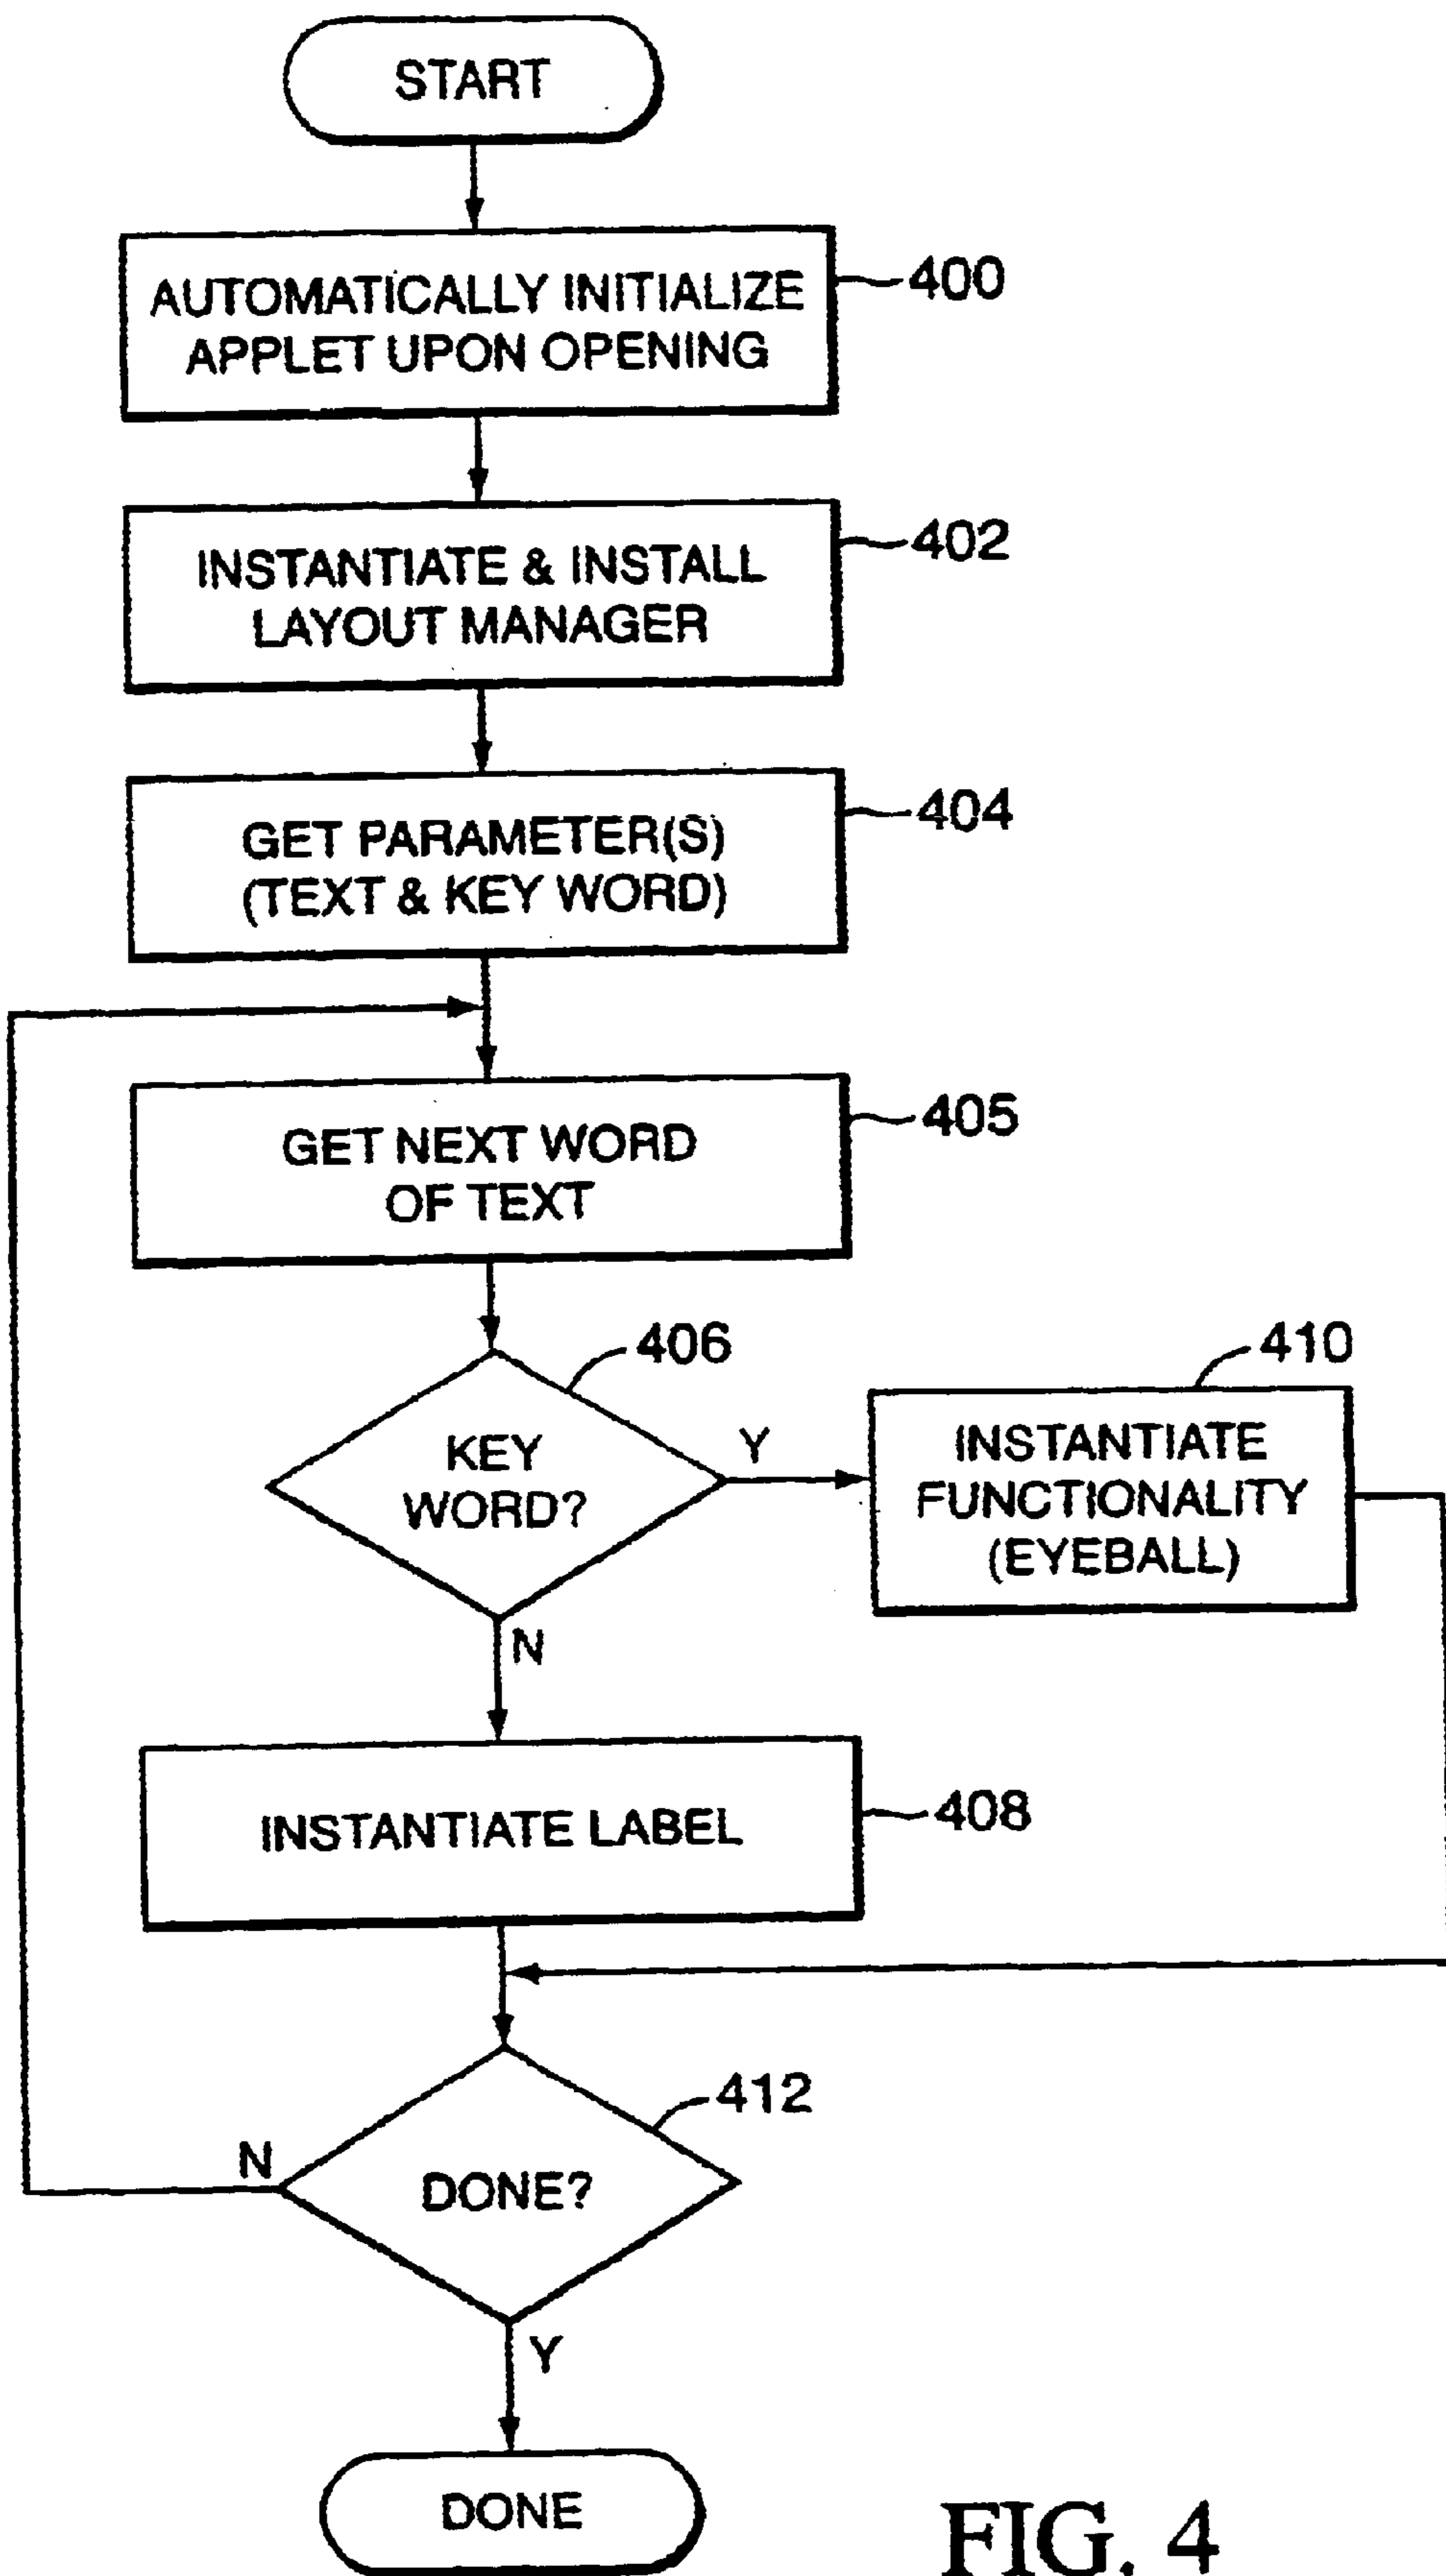 START
AUTOMATICALLY INITIALIZE
APPLET UPON OPENING
400
INSTANTIATE & INSTALL
LAYOUT MANAGER
402
GET PARAMETER(S)
(TEXT & KEY WORD)
404
GET NEXT WORD
OF TEXT
405
KEY
WORD?
406
Y
N
INSTANTIATE
FUNCTIONALITY
(EYEBALL)
410
INSTANTIATE LABEL
408
DONE?
412
N
Y
DONE
FIG. 4